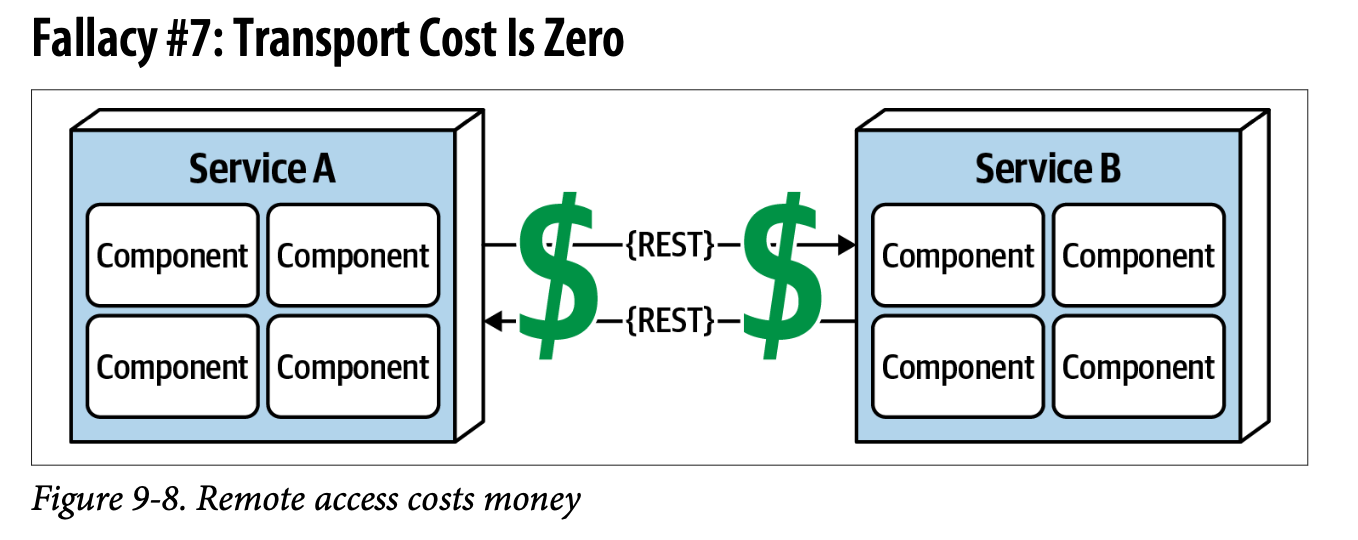 Fallacy #7: Transport Cost Is Zero
Service A
Service B
Component Component
$ {REST} $
Component Component
Component Component
{REST}
Component Component
Figure 9-8. Remote access costs money